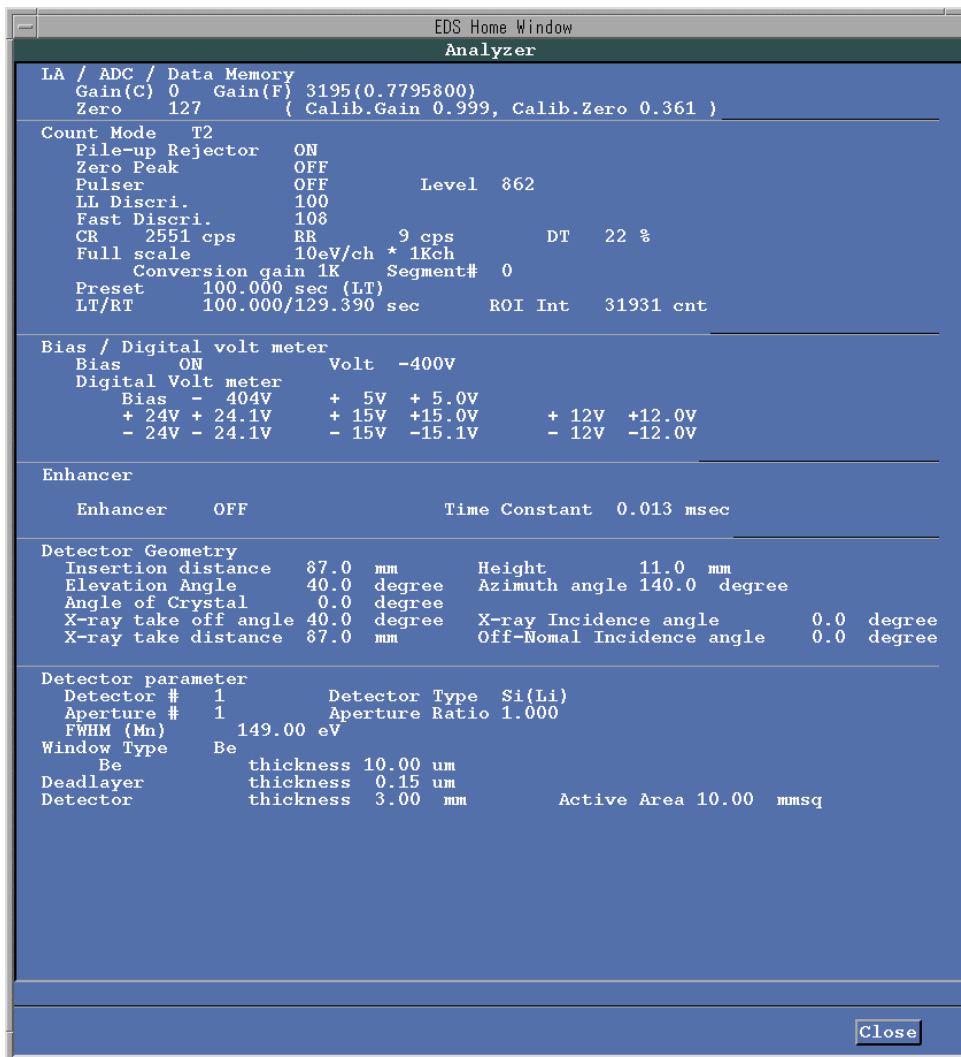 EDS Home Window
Analyzer
LA / ADC / Data Memory
Gain(C) 0 Gain(F) 3195(0.7795800)
Zero 127 ( Calib.Gain 0.999, Calib.Zero 0.361 )
Count Mode T2
Pile-up Rejector ON
Zero Peak OFF
Pulser OFF Level 862
LL Discri. 100
Fast Discri. 108
CR 2551 cps RR 9 cps DT 22 %
Full scale 10eV/ch * 1Kch
Conversion gain 1K Segment# 0
Preset 100.000 sec (LT)
LT/RT 100.000/129.390 sec ROI Int 31931 cnt
Bias / Digital volt meter
Bias ON Volt -400V
Digital Volt meter
Bias - 404V + 5V + 5.0V
+ 24V + 24.1V + 15V +15.0V + 12V +12.0V
- 24V - 24.1V - 15V -15.1V - 12V -12.0V
Enhancer
Enhancer OFF Time Constant 0.013 msec
Detector Geometry
Insertion distance 87.0 mm Height 11.0 mm
Elevation Angle 40.0 degree Azimuth angle 140.0 degree
Angle of Crystal 0.0 degree
X-ray take off angle 40.0 degree X-ray Incidence angle 0.0 degree
X-ray take distance 87.0 mm Off-Nomal Incidence angle 0.0 degree
Detector parameter
Detector # 1 Detector Type Si(Li)
Aperture # 1 Aperture Ratio 1.000
FWHM (Mn) 149.00 eV
Window Type Be
Be thickness 10.00 um
Deadlayer thickness 0.15 um
Detector thickness 3.00 mm Active Area 10.00 mmsq
Close